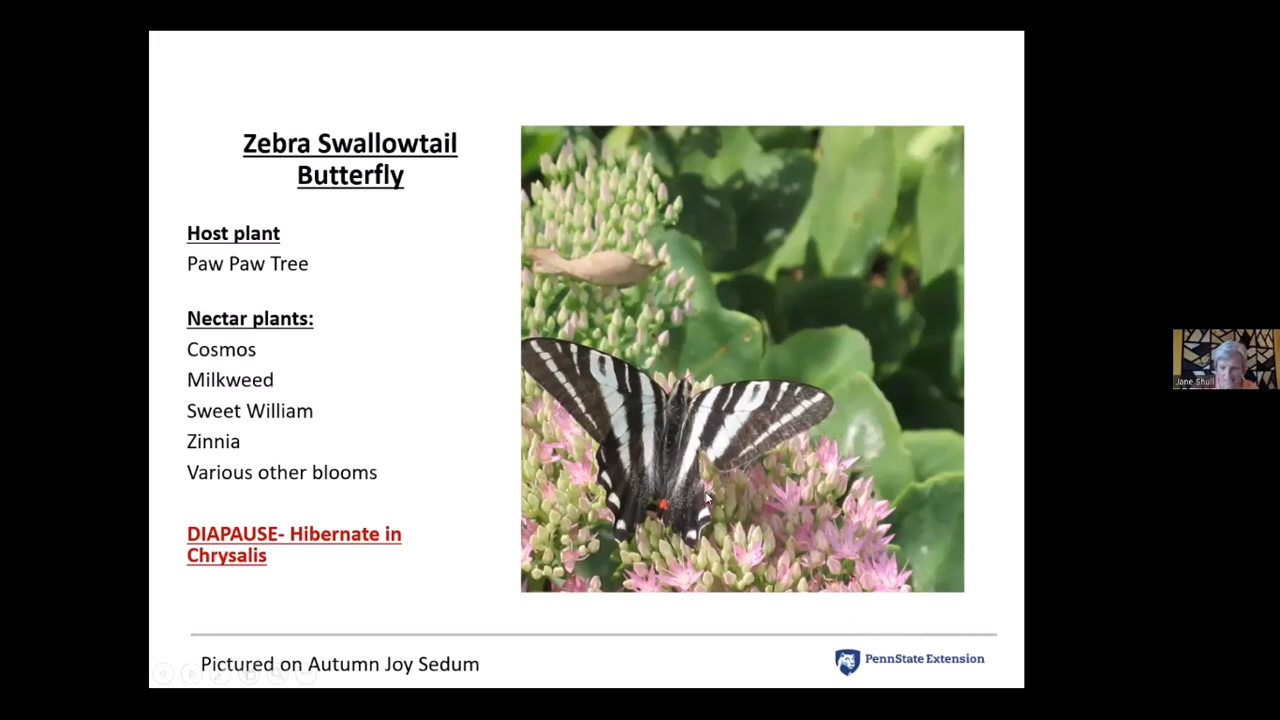 Zebra Swallowtail
Butterfly
Host plant
Paw Paw Tree
Nectar plants:
Cosmos
Milkweed
Sweet William
Zinnia
Various other blooms
DIAPAUSE- Hibernate in
Chrysalis
Pictured on Autumn Joy Sedum
PennState Extension
Jane Shull